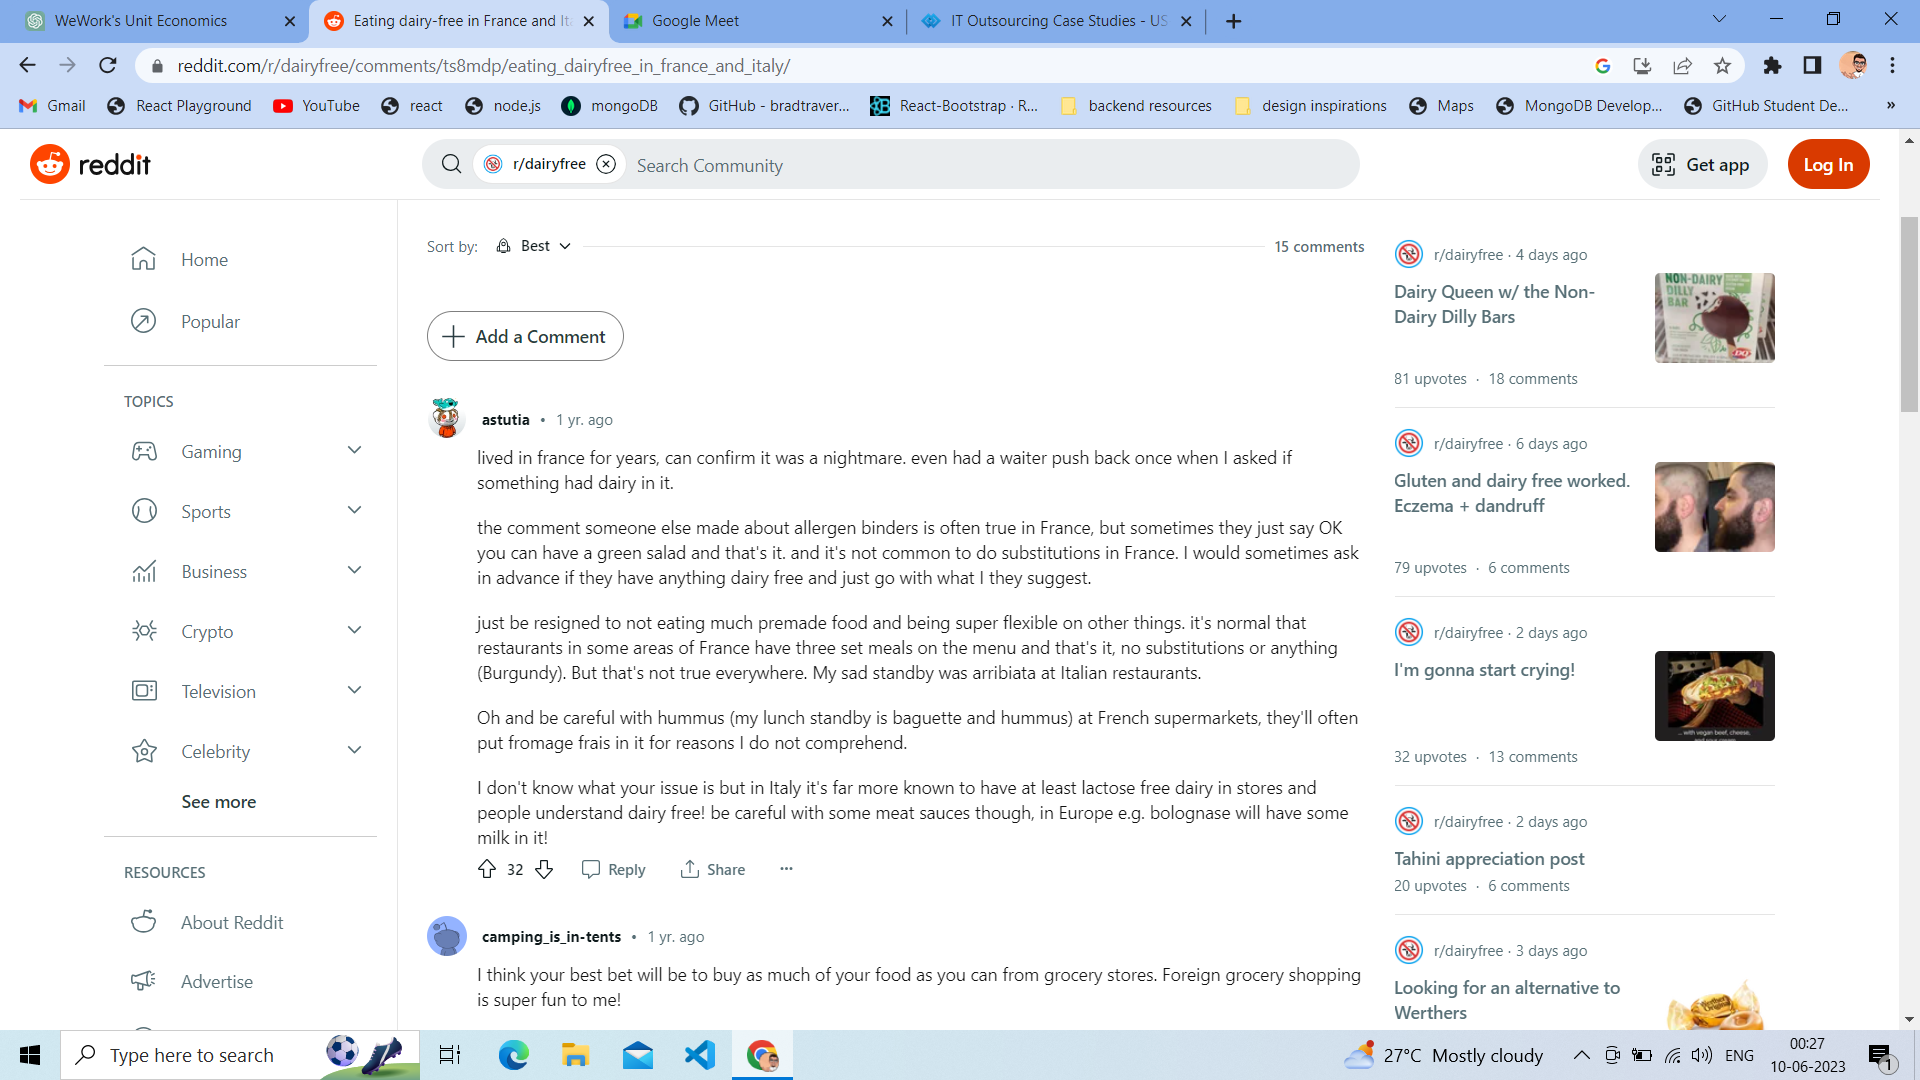 WeWork's Unit Economics
Eating dairy-free in France and Ita
Google Meet
IT Outsourcing Case Studies - US
reddit.com/r/dairyfree/comments/ts8mdp/eating_dairyfree_in_france_and_italy/
Gmail
React Playground
YouTube
react
node.js
mongoDB
GitHub - bradtraver...
React-Bootstrap · R...
backend resources
design inspirations
Maps
MongoDB Develop...
GitHub Student De...
»
reddit
r/dairyfree
Search Community
Get app
Log In
Home
Popular
TOPICS
Gaming
Sports
Business
Crypto
Television
Celebrity
See more
RESOURCES
About Reddit
Advertise
Sort by:
Best
15 comments
Add a Comment
astutia • 1 yr. ago
lived in france for years, can confirm it was a nightmare. even had a waiter push back once when I asked if
something had dairy in it.
the comment someone else made about allergen binders is often true in France, but sometimes they just say OK
you can have a green salad and that's it. and it's not common to do substitutions in France. I would sometimes ask
in advance if they have anything dairy free and just go with what I they suggest.
just be resigned to not eating much premade food and being super flexible on other things. it's normal that
restaurants in some areas of France have three set meals on the menu and that's it, no substitutions or anything
(Burgundy). But that's not true everywhere. My sad standby was arribiata at Italian restaurants.
Oh and be careful with hummus (my lunch standby is baguette and hummus) at French supermarkets, they'll often
put fromage frais in it for reasons I do not comprehend.
I don't know what your issue is but in Italy it's far more known to have at least lactose free dairy in stores and
people understand dairy free! be careful with some meat sauces though, in Europe e.g. bolognase will have some
milk in it!
32
Reply
Share
camping_is_in-tents • 1 yr. ago
I think your best bet will be to buy as much of your food as you can from grocery stores. Foreign grocery shopping
is super fun to me!
r/dairyfree · 4 days ago
Dairy Queen w/ the Non-
Dairy Dilly Bars
NON-DAIRY
DILLY
BAR
DQ
81 upvotes · 18 comments
r/dairyfree · 6 days ago
Gluten and dairy free worked.
Eczema + dandruff
79 upvotes · 6 comments
r/dairyfree · 2 days ago
I'm gonna start crying!
... with vegan beef, cheese,
32 upvotes · 13 comments
r/dairyfree · 2 days ago
Tahini appreciation post
20 upvotes · 6 comments
r/dairyfree · 3 days ago
Looking for an alternative to
Werthers
Type here to search
27°C Mostly cloudy
ENG
00:27
10-06-2023
1